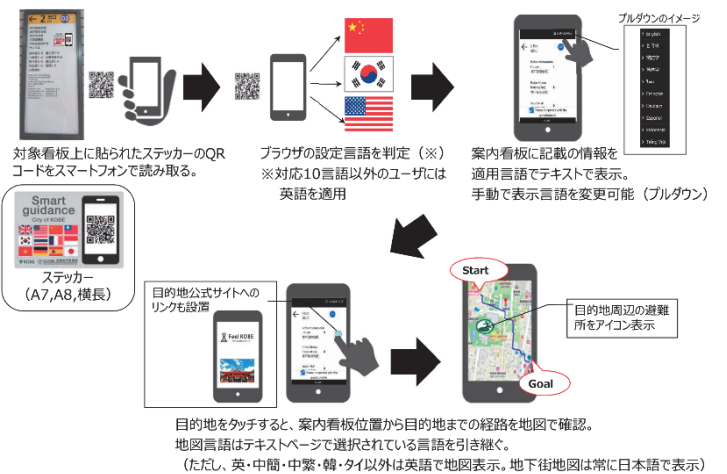 プルダウンのイメージ
対象看板上に貼られたステッカーのQR
コードをスマートフォンで読み取る。
ブラウザの設定言語を判定（※）
※対応10言語以外のユーザには
英語を適用
案内看板に記載の情報を
適用言語でテキストで表示。
手動で表示言語を変更可能（プルダウン）
Smart
guidance
City of KOBE
ステッカー
（A7,A8,横長）
目的地公式サイトへの
リンクも設置
Feel KOBE
Start
目的地周辺の避難
所をアイコン表示
Goal
目的地をタッチすると、案内看板位置から目的地までの経路を地図で確認。
地図言語はテキストページで選択されている言語を引き継ぐ。
（ただし、英・中簡・中繁・韓・タイ以外は英語で地図表示。地下街地図は常に日本語で表示）